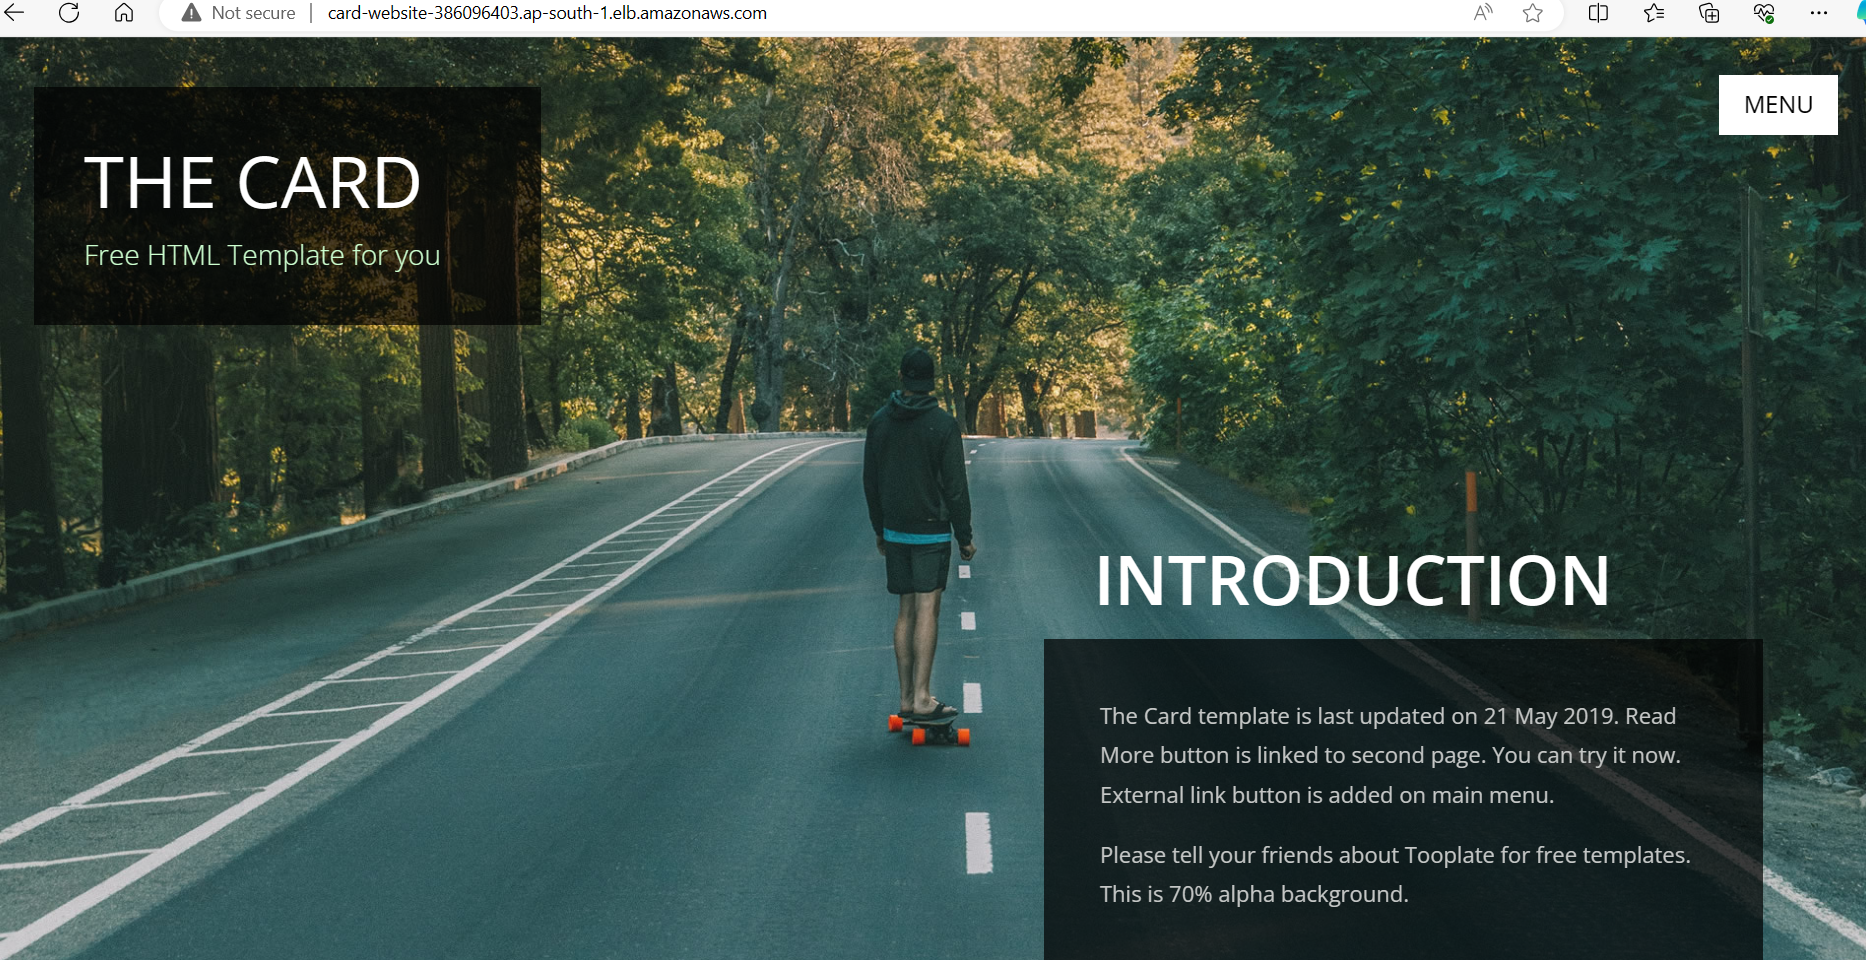 Not secure
card-website-386096403.ap-south-1.elb.amazonaws.com
MENU
THE CARD
Free HTML Template for you
INTRODUCTION
The Card template is last updated on 21 May 2019. Read
More button is linked to second page. You can try it now.
External link button is added on main menu.
Please tell your friends about Tooplate for free templates.
This is 70% alpha background.